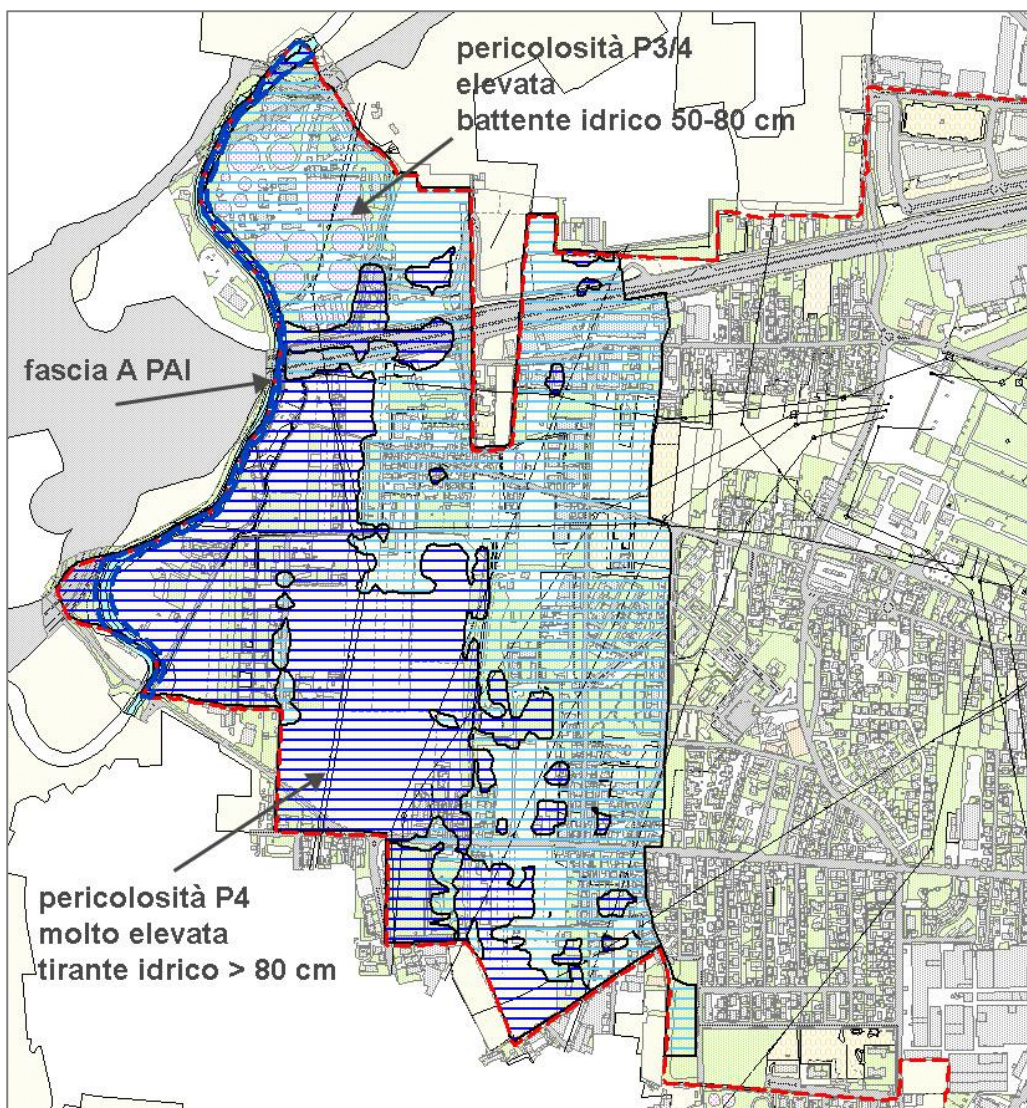 pericolosità P3/4
elevata
battente idrico 50-80 cm
fascia A PAI
pericolosità P4
molto elevata
tirante idrico > 80 cm